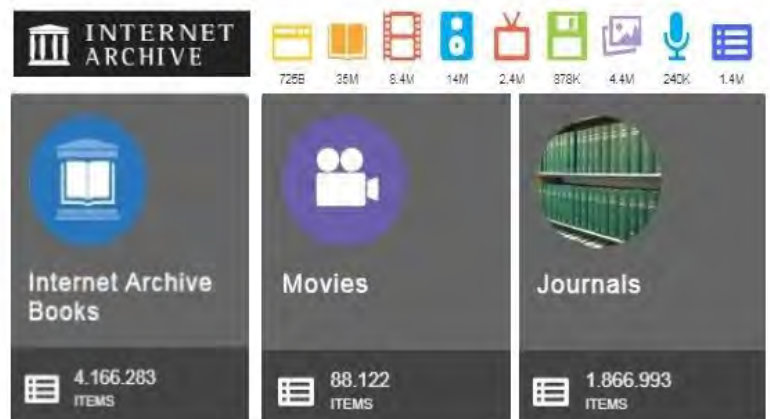 INTERNET
ARCHIVE
725B 35M 8.4M 14M 2.4M 878K 4.4M 240K 1.4M
Internet Archive
Books
4.166.283
ITEMS
Movies
88.122
ITEMS
Journals
1.866.993
ITEMS